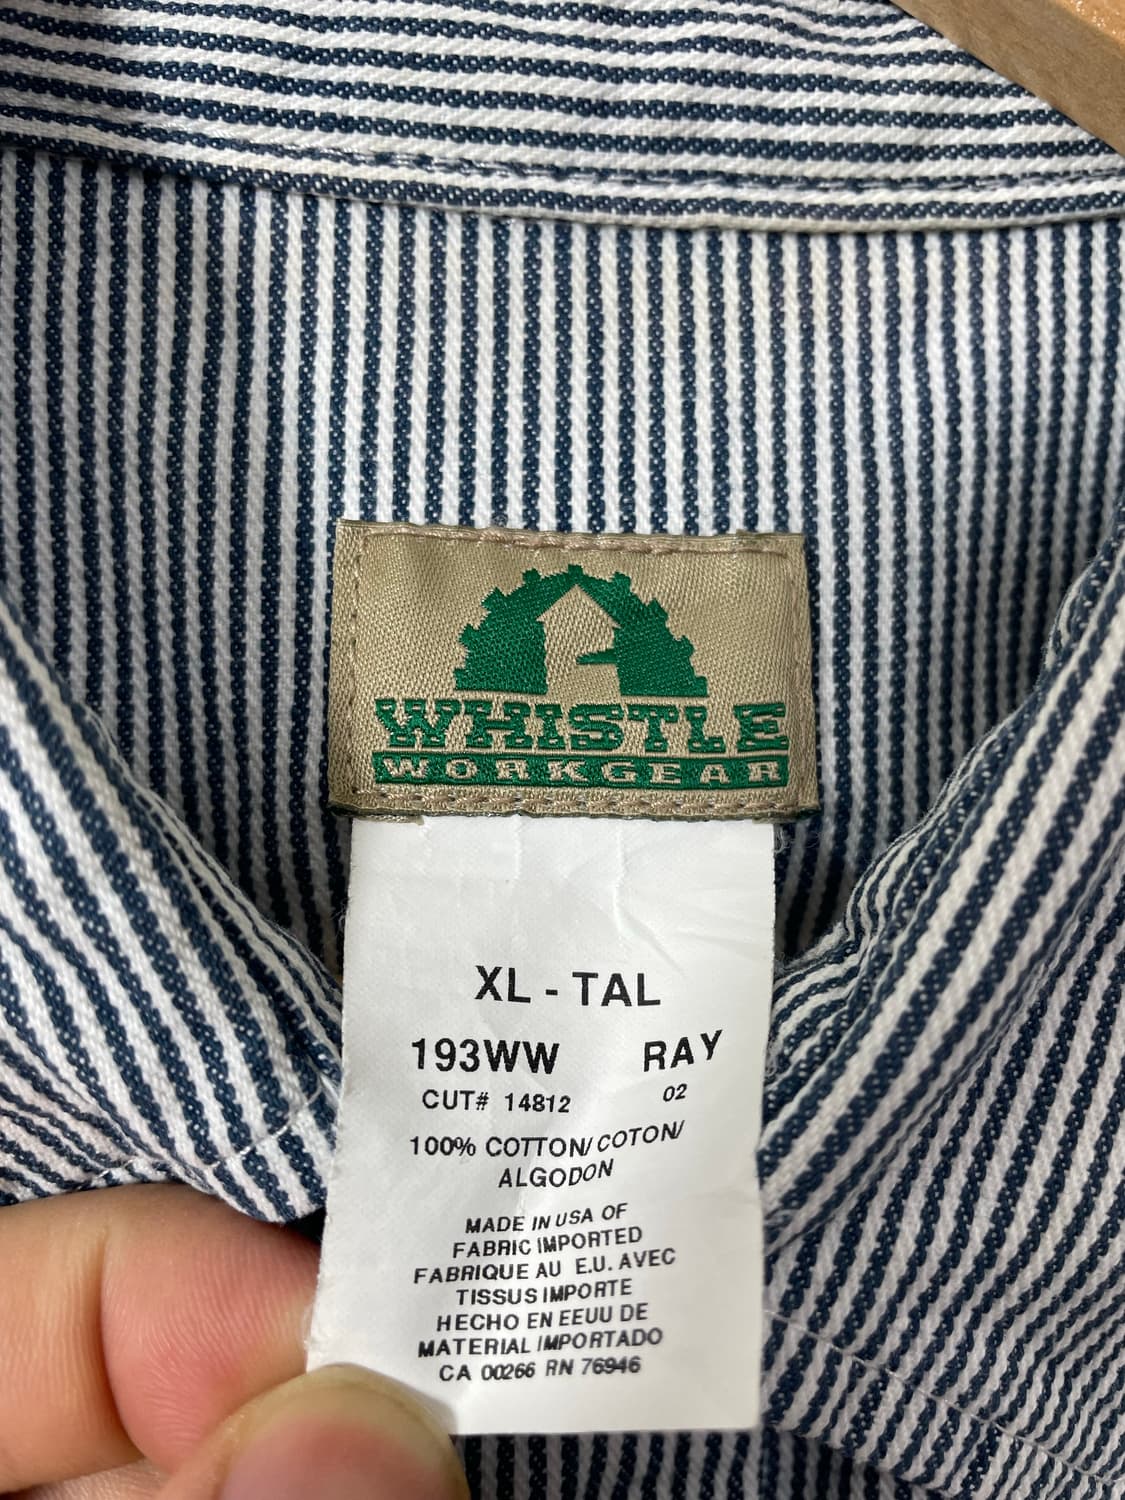 WHISTLE
WORKGEAR
XL - TAL
193WW RAY
CUT# 14812 02
100% COTTON/COTON/
ALGODON
MADE IN USA OF
FABRIC IMPORTED
FABRIQUE AU E.U. AVEC
TISSUS IMPORTE
HECHO EN EEUU DE
MATERIAL IMPORTADO
CA 00266 RN 76946